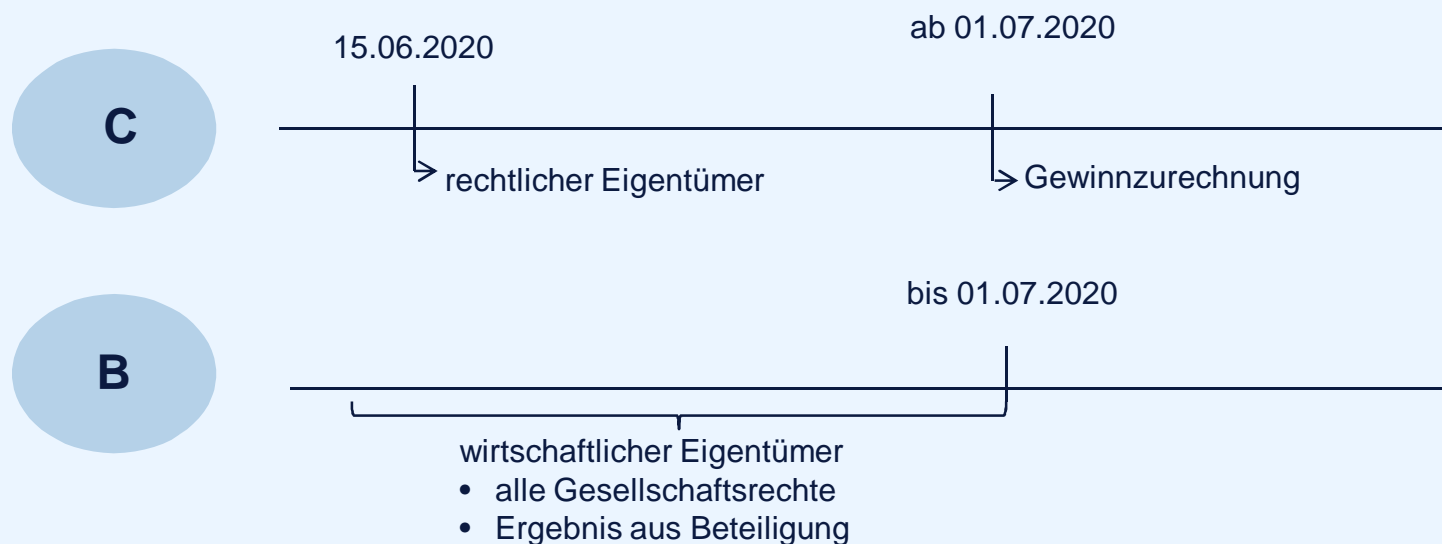 15.06.2020
ab 01.07.2020
C
rechtlicher Eigentümer
Gewinnzurechnung
bis 01.07.2020
B
wirtschaftlicher Eigentümer
• alle Gesellschaftsrechte
• Ergebnis aus Beteiligung